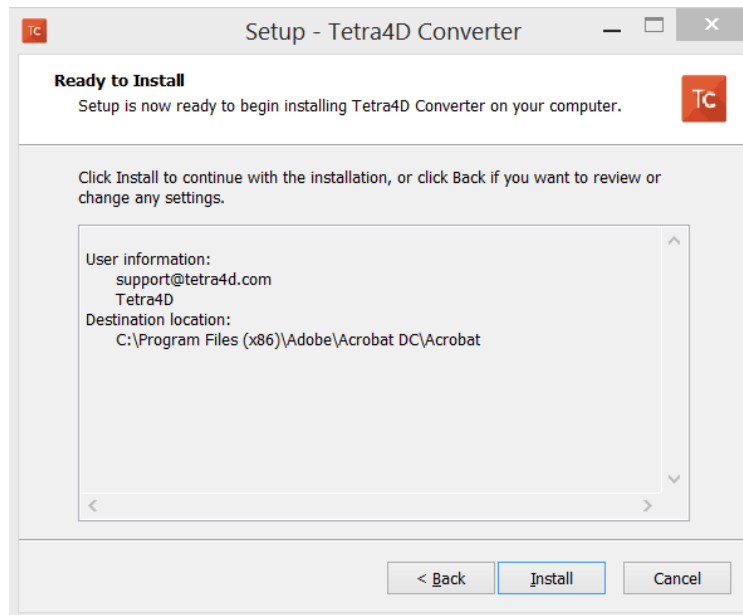 TC
Setup - Tetra4D Converter
Ready to Install
Setup is now ready to begin installing Tetra4D Converter on your computer.
TC
Click Install to continue with the installation, or click Back if you want to review or
change any settings.
User information:
support@tetra4d.com
Tetra4D
Destination location:
C:\Program Files (x86)\Adobe\Acrobat DC\Acrobat
< Back
Install
Cancel